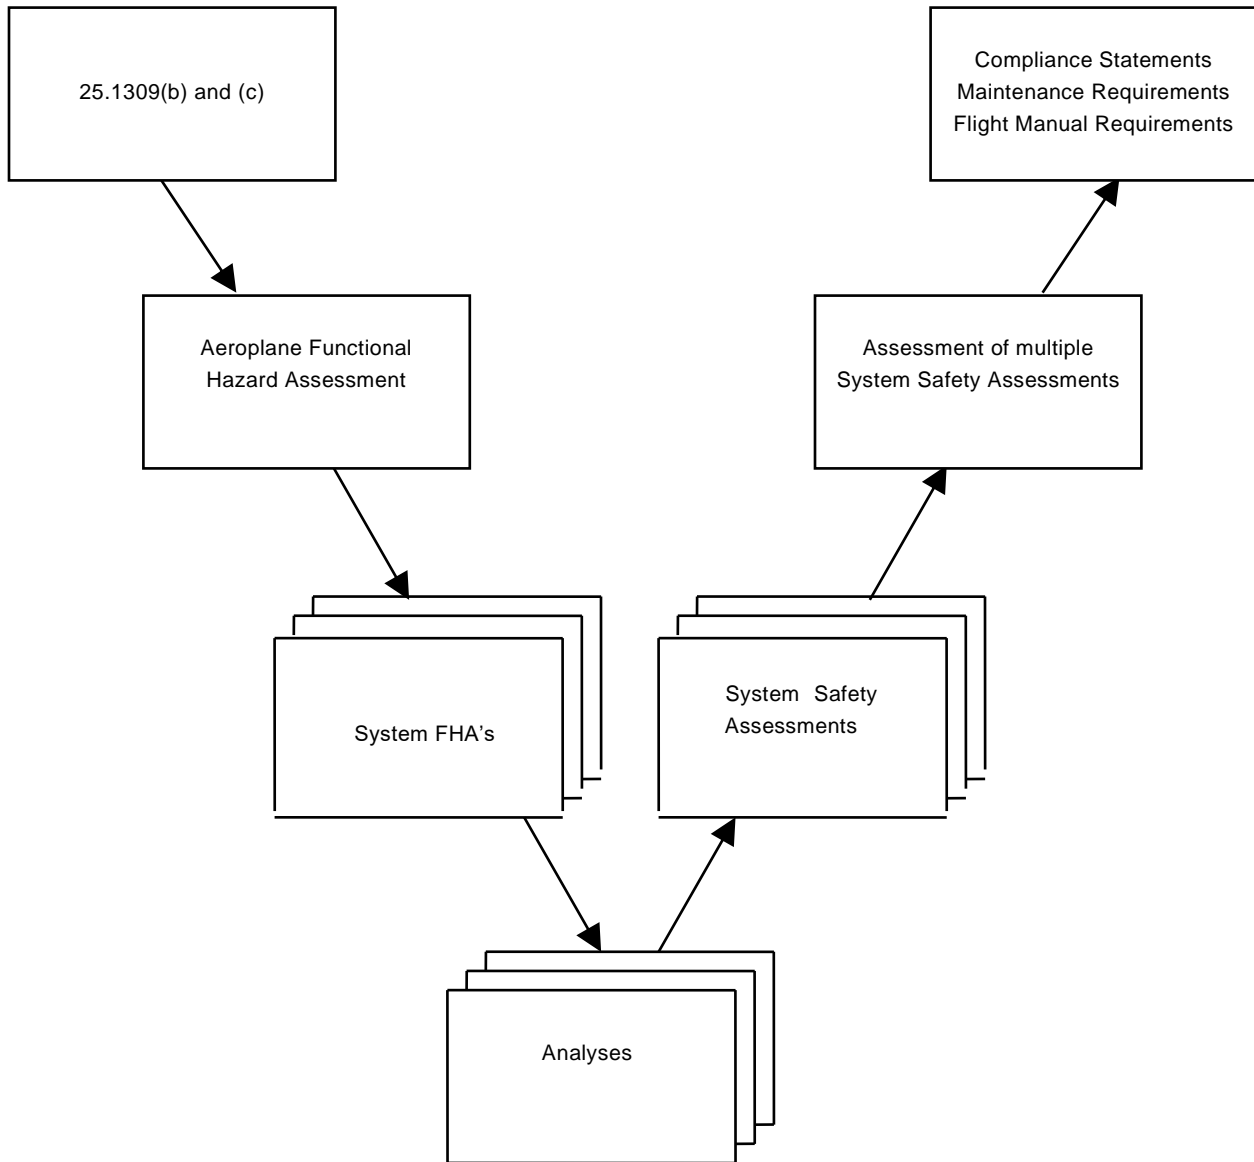 25.1309(b) and (c)
Compliance Statements
Maintenance Requirements
Flight Manual Requirements
Aeroplane Functional
Hazard Assessment
Assessment of multiple
System Safety Assessments
System FHA’s
System Safety
Assessments
Analyses